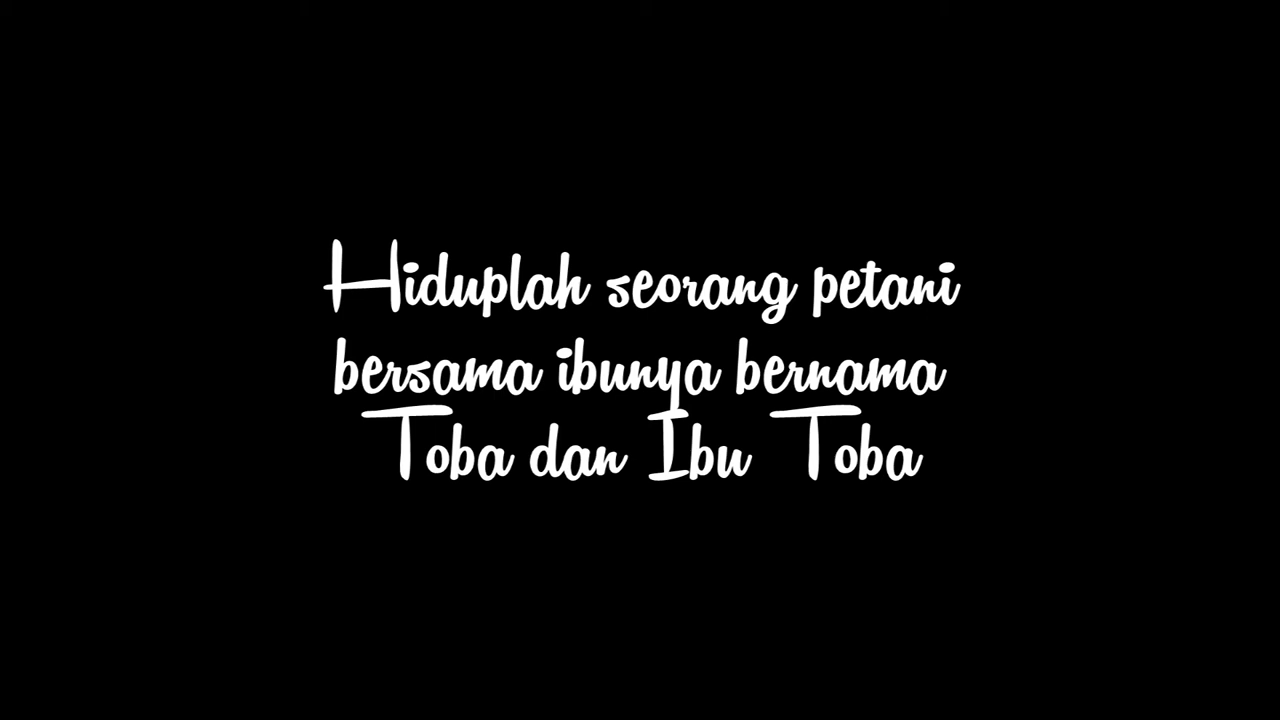 Hiduplah seorang petani
bersama ibunya bernama
Toba dan Ibu Toba